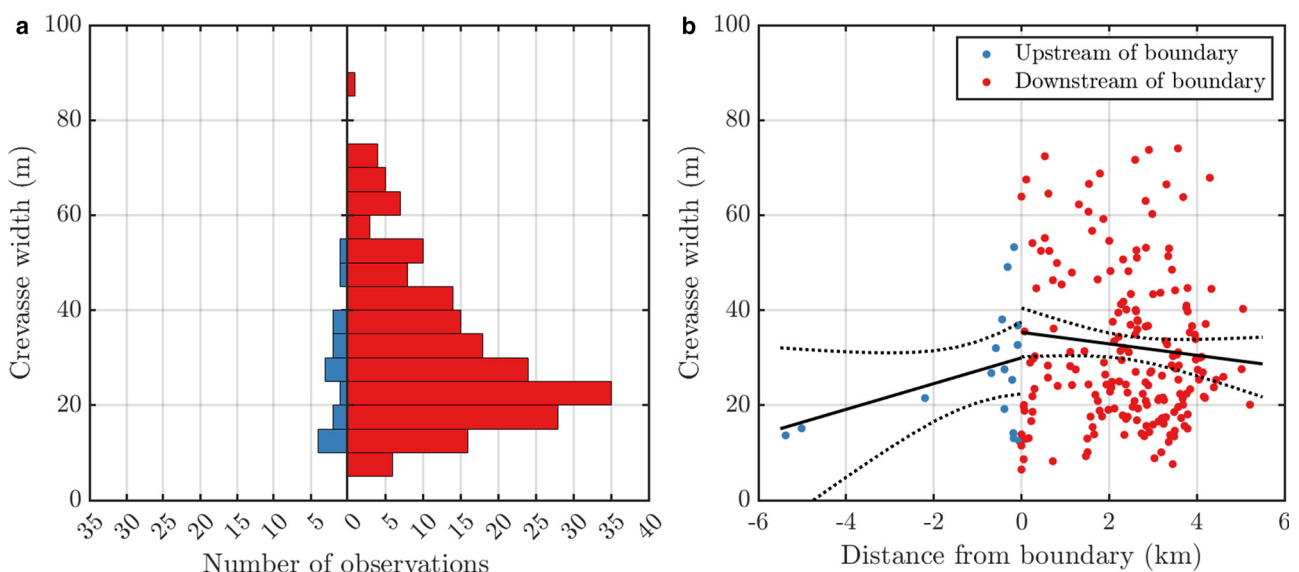 a
100
80
60
40
20
0
Crevasse width (m)
35 30 25 20 15 10 5 0 5 10 15 20 25 30 35 40
Number of observations
b
Upstream of boundary
Downstream of boundary
100
80
60
40
20
0
Crevasse width (m)
-6 -4 -2 0 2 4 6
Distance from boundary (km)